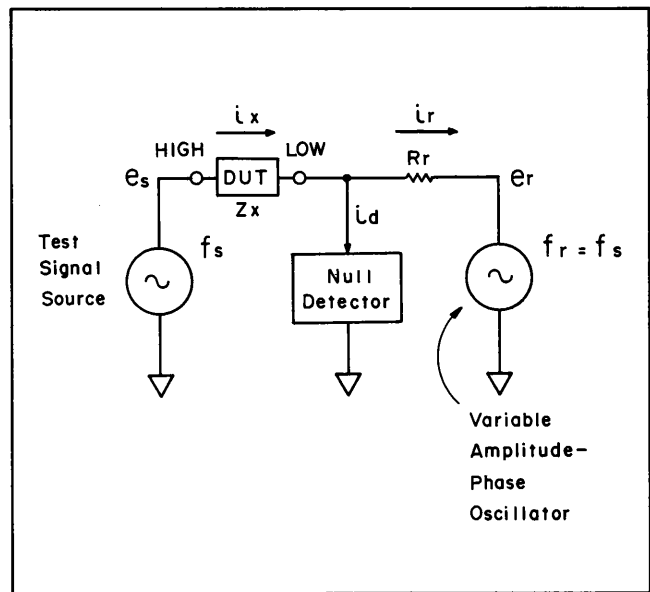 ix
ir
HIGH
LOW
Rr
es
DUT
er
Zx
id
Test
Signal
Source
fs
Null
Detector
fr = fs
Variable
Amplitude-
Phase
Oscillator